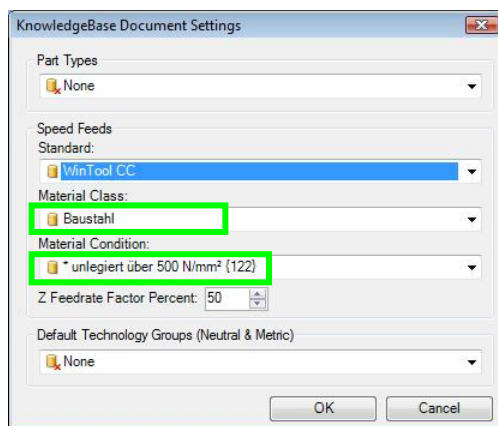 KnowledgeBase Document Settings
Part Types
None
Speed Feeds
Standard:
WinTool CC
Material Class:
Baustahl
Material Condition:
* unlegiert über 500 N/mm² {122}
Z Feedrate Factor Percent: 50
Default Technology Groups (Neutral & Metric)
None
OK Cancel